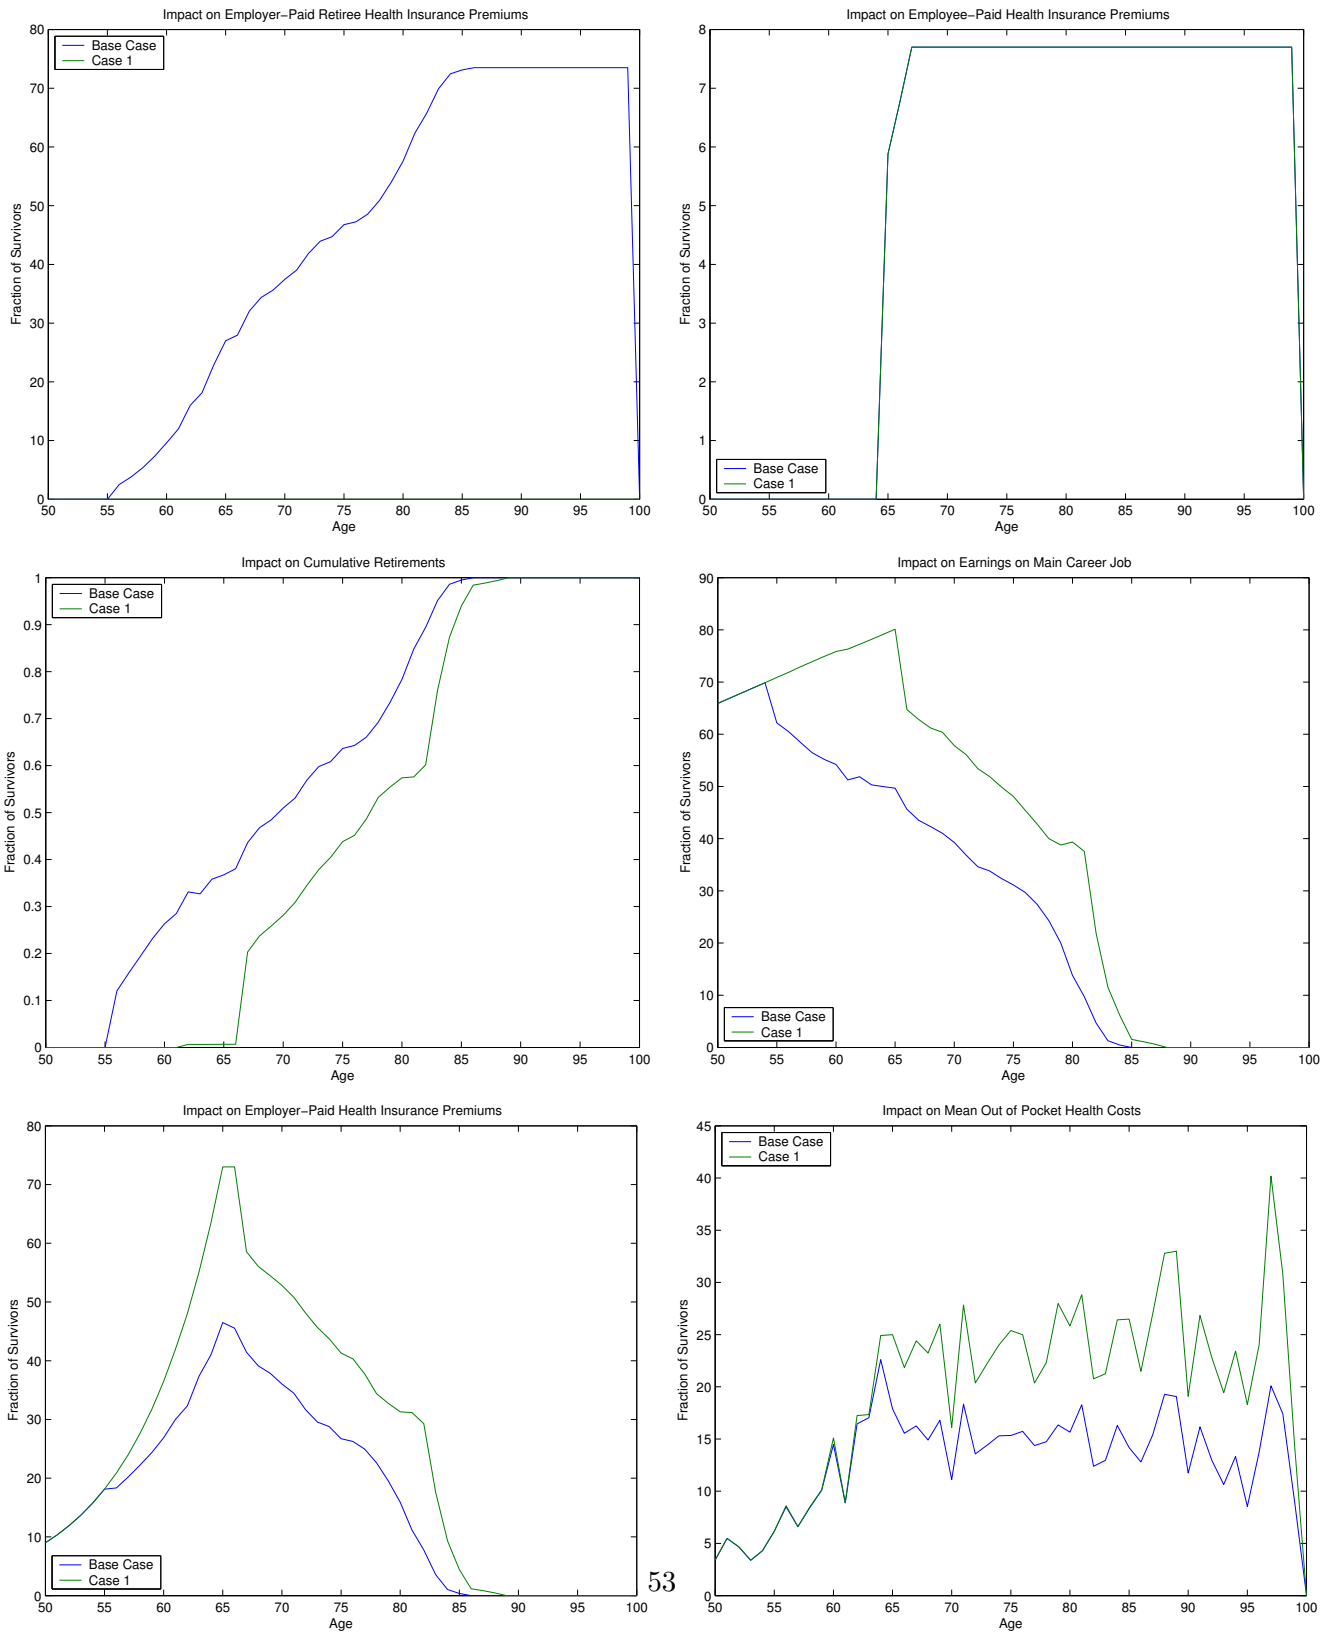 Impact on Employer−Paid Retiree Health Insurance Premiums
80
70
60
50
40
30
20
10
0
Fraction of Survivors
Base Case
Case 1
50 55 60 65 70 75 80 85 90 95 100
Age
Impact on Employee−Paid Health Insurance Premiums
8
7
6
5
4
3
2
1
0
Fraction of Survivors
Base Case
Case 1
50 55 60 65 70 75 80 85 90 95 100
Age
Impact on Cumulative Retirements
1
0.9
0.8
0.7
0.6
0.5
0.4
0.3
0.2
0.1
0
Fraction of Survivors
Base Case
Case 1
50 55 60 65 70 75 80 85 90 95 100
Age
Impact on Earnings on Main Career Job
90
80
70
60
50
40
30
20
10
0
Fraction of Survivors
Base Case
Case 1
50 55 60 65 70 75 80 85 90 95 100
Age
Impact on Employer−Paid Health Insurance Premiums
80
70
60
50
40
30
20
10
0
Fraction of Survivors
Base Case
Case 1
50 55 60 65 70 75 80 85 90 95 100
Age
Impact on Mean Out of Pocket Health Costs
45
40
35
30
25
20
15
10
5
0
Fraction of Survivors
Base Case
Case 1
50 55 60 65 70 75 80 85 90 95 100
Age
53